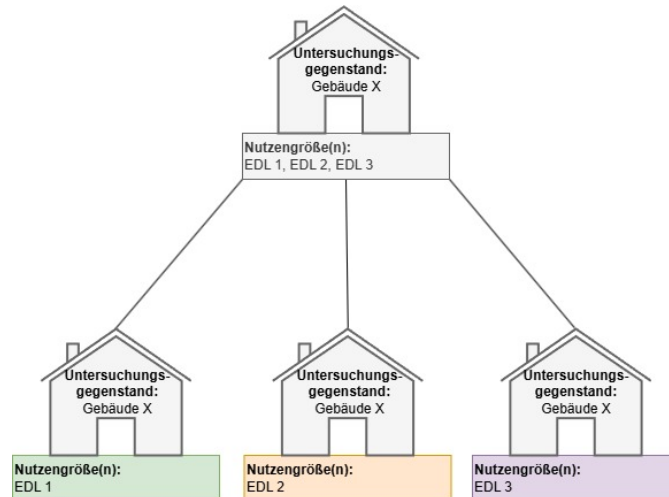 Untersuchungs-
gegenstand:
Gebäude X
Nutzengröße(n):
EDL 1, EDL 2, EDL 3
Untersuchungs-
gegenstand:
Gebäude X
Nutzengröße(n):
EDL 1
Untersuchungs-
gegenstand:
Gebäude X
Nutzengröße(n):
EDL 2
Untersuchungs-
gegenstand:
Gebäude X
Nutzengröße(n):
EDL 3